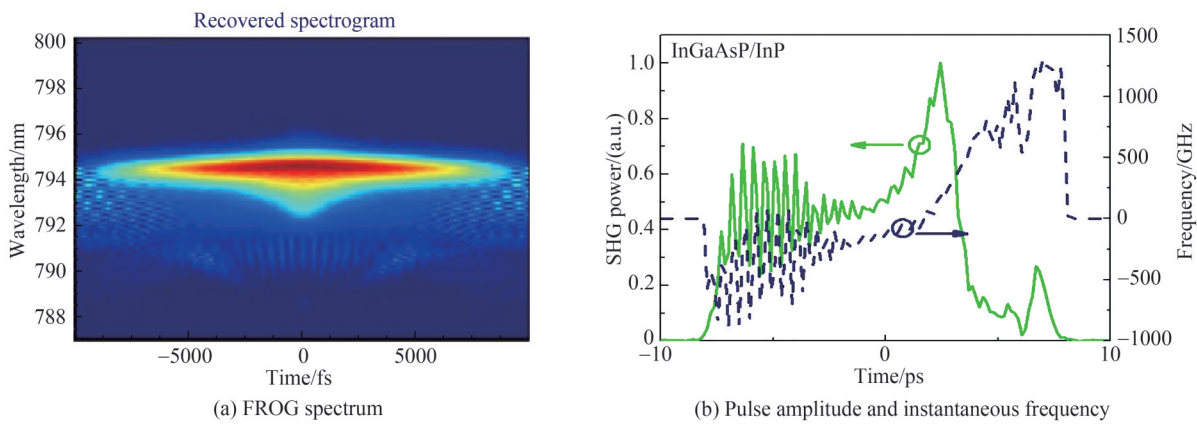 Recovered spectrogram
800
798
796
794
792
790
788
Wavelength/nm
−5000
0
5000
Time/fs
(a) FROG spectrum
InGaAsP/InP
1.0
0.8
0.6
0.4
0.2
0
SHG power/(a.u.)
−10
0
10
Time/ps
1500
1000
500
0
−500
−1000
Frequency/GHz
(b) Pulse amplitude and instantaneous frequency